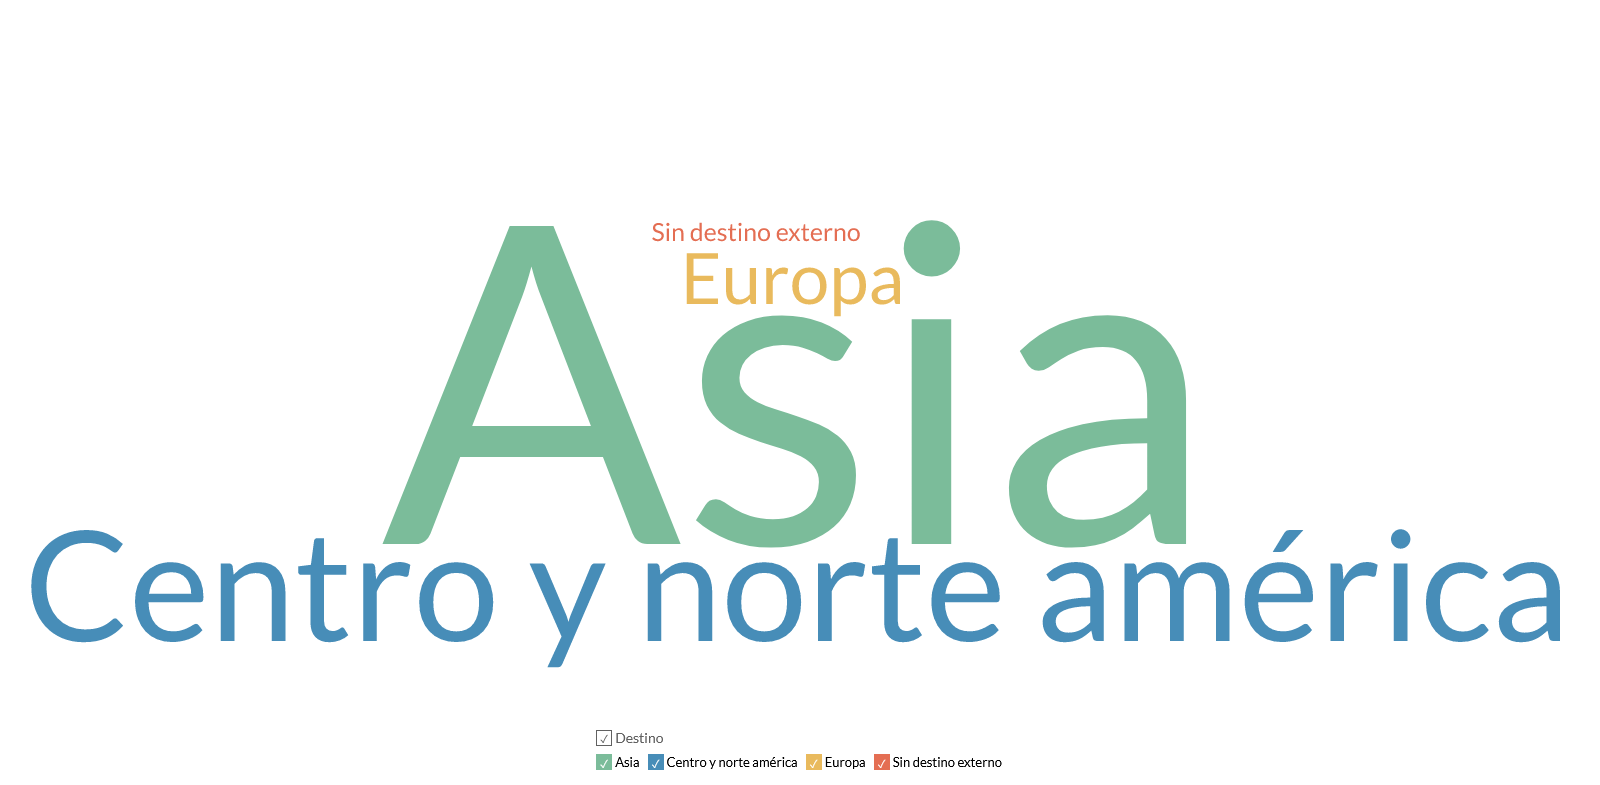 Sin destino externo
Europa
Asia
Centro y norte américa
Destino
Asia Centro y norte américa Europa Sin destino externo